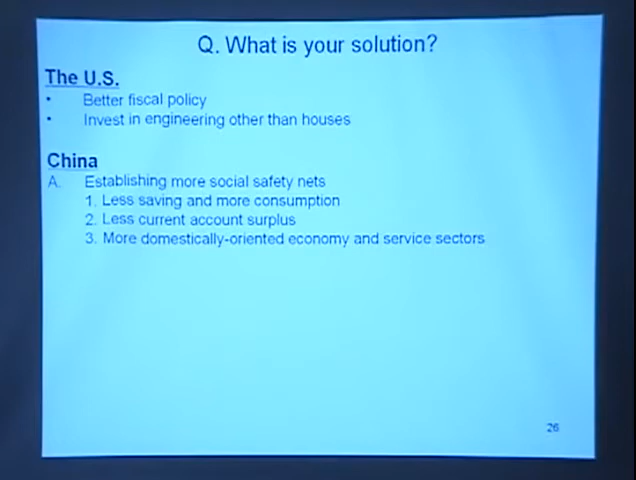 Q. What is your solution?
The U.S.
• Better fiscal policy
• Invest in engineering other than houses
China
A. Establishing more social safety nets
1. Less saving and more consumption
2. Less current account surplus
3. More domestically-oriented economy and service sectors
26